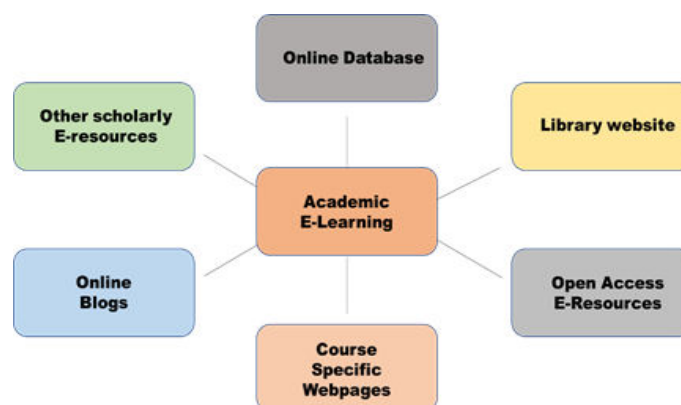 Online Database
Other scholarly
E-resources
Library website
Academic
E-Learning
Online
Blogs
Open Access
E-Resources
Course
Specific
Webpages